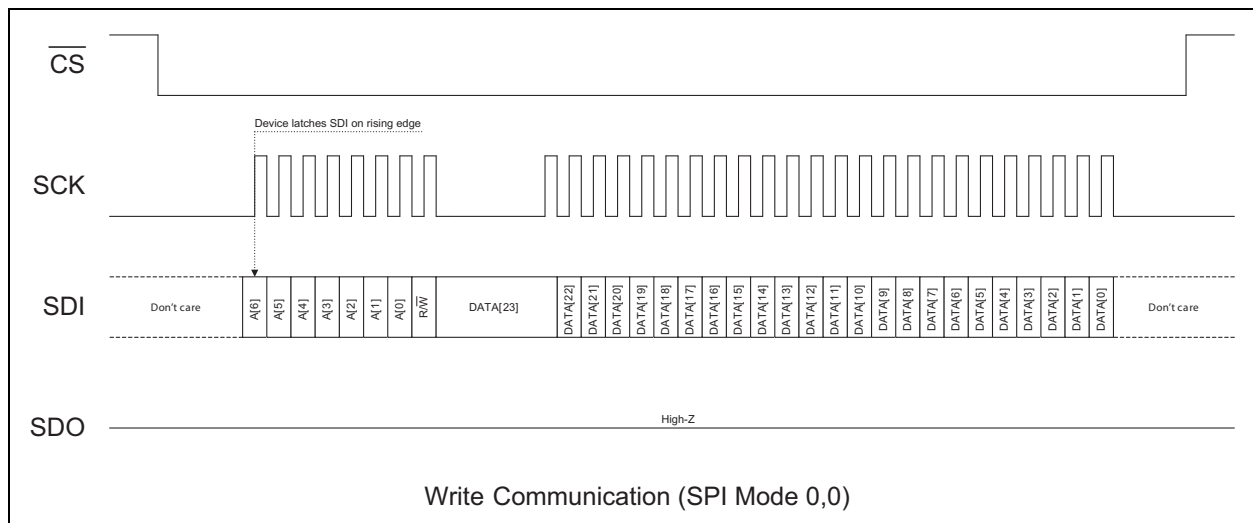 CS
Device latches SDI on rising edge
SCK
SDI
Don't care
A[6]
A[5]
A[4]
A[3]
A[2]
A[1]
A[0]
R/W
DATA[23]
DATA[22]
DATA[21]
DATA[20]
DATA[19]
DATA[18]
DATA[17]
DATA[16]
DATA[15]
DATA[14]
DATA[13]
DATA[12]
DATA[11]
DATA[10]
DATA[9]
DATA[8]
DATA[7]
DATA[6]
DATA[5]
DATA[4]
DATA[3]
DATA[2]
DATA[1]
DATA[0]
Don't care
SDO
High-Z
Write Communication (SPI Mode 0,0)